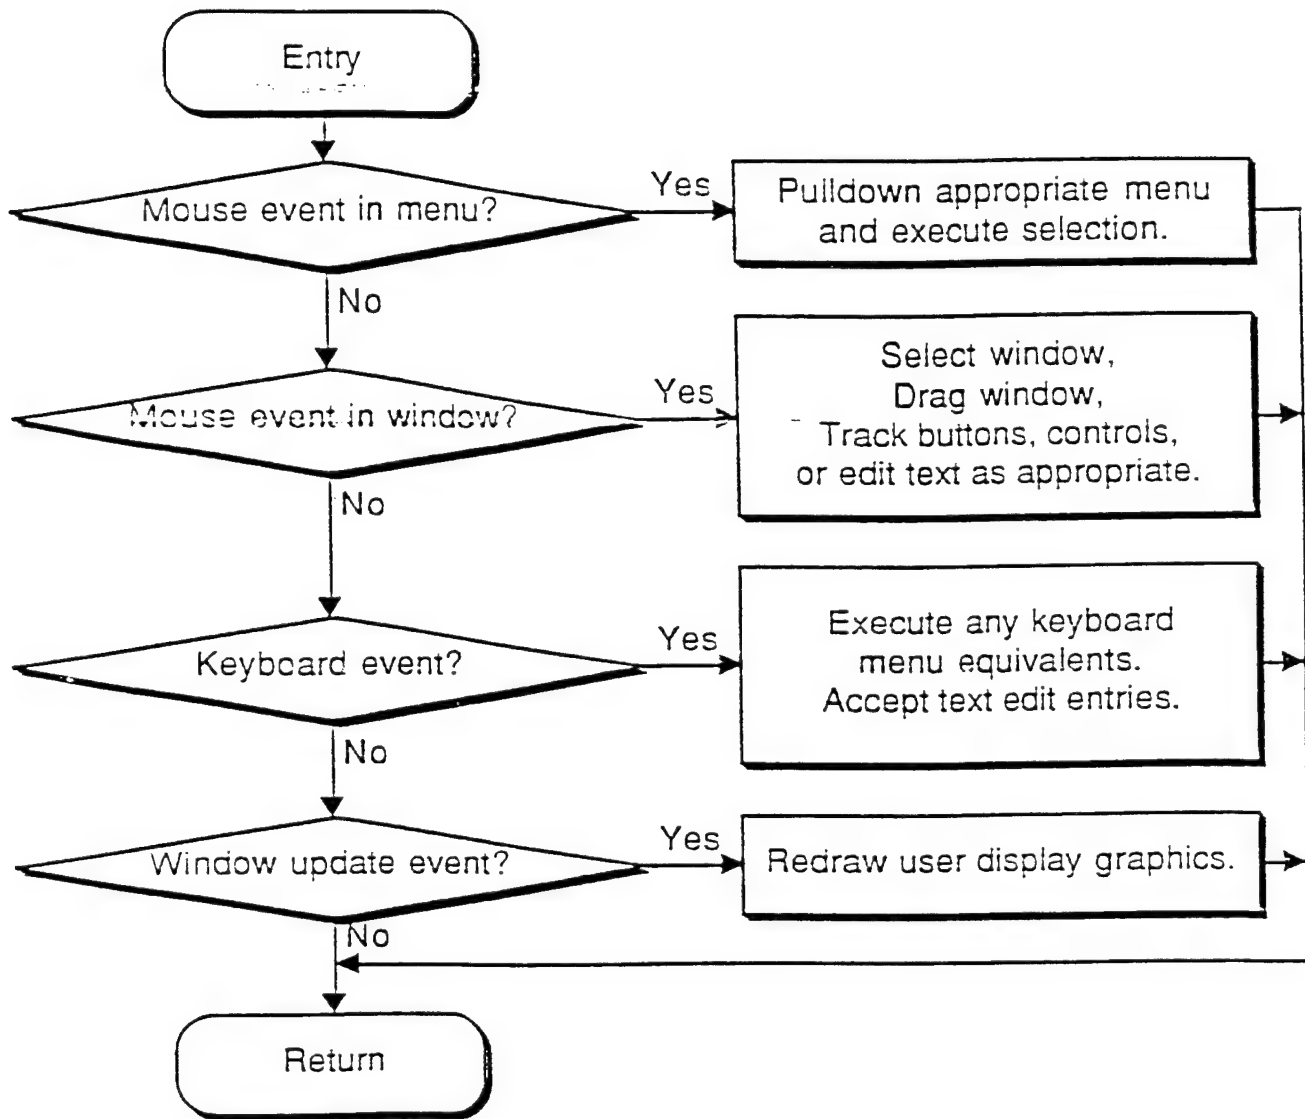 Entry
Mouse event in menu?
Yes
Pulldown appropriate menu
and execute selection.
No
Mouse event in window?
Yes
Select window,
Drag window,
Track buttons, controls,
or edit text as appropriate.
No
Keyboard event?
Yes
Execute any keyboard
menu equivalents.
Accept text edit entries.
No
Window update event?
Yes
Redraw user display graphics.
No
Return